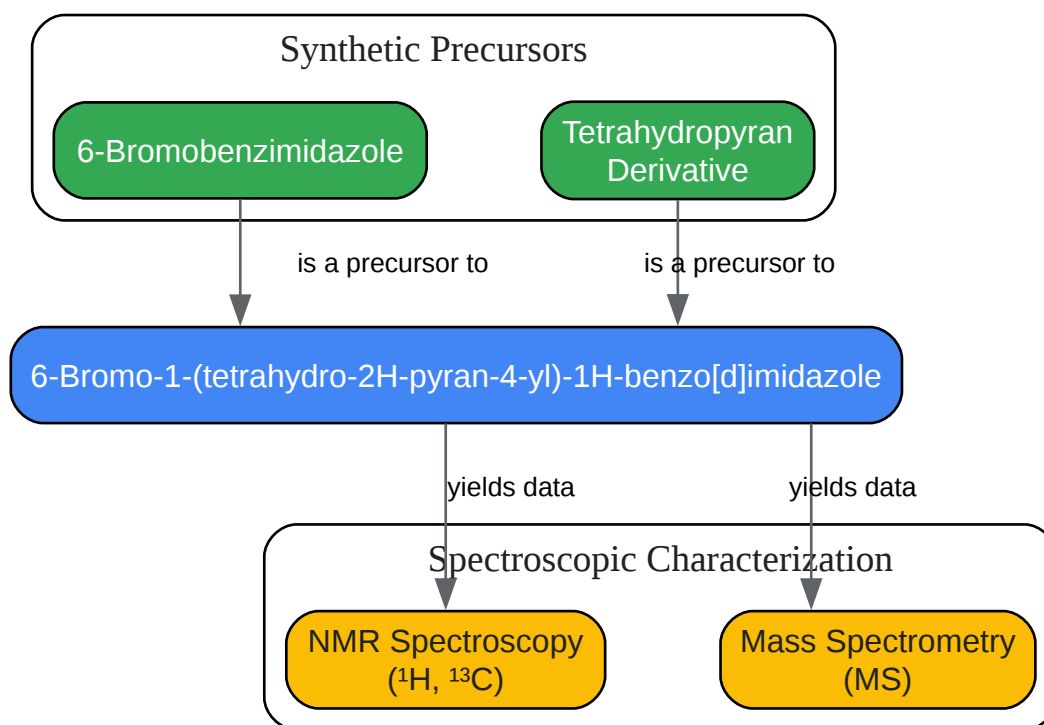 Synthetic Precursors
6-Bromobenzimidazole
Tetrahydropyran
Derivative
is a precursor to
is a precursor to
6-Bromo-1-(tetrahydro-2H-pyran-4-yl)-1H-benzo[d]imidazole
yields data
yields data
Spectroscopic Characterization
NMR Spectroscopy
(¹H, ¹³C)
Mass Spectrometry
(MS)